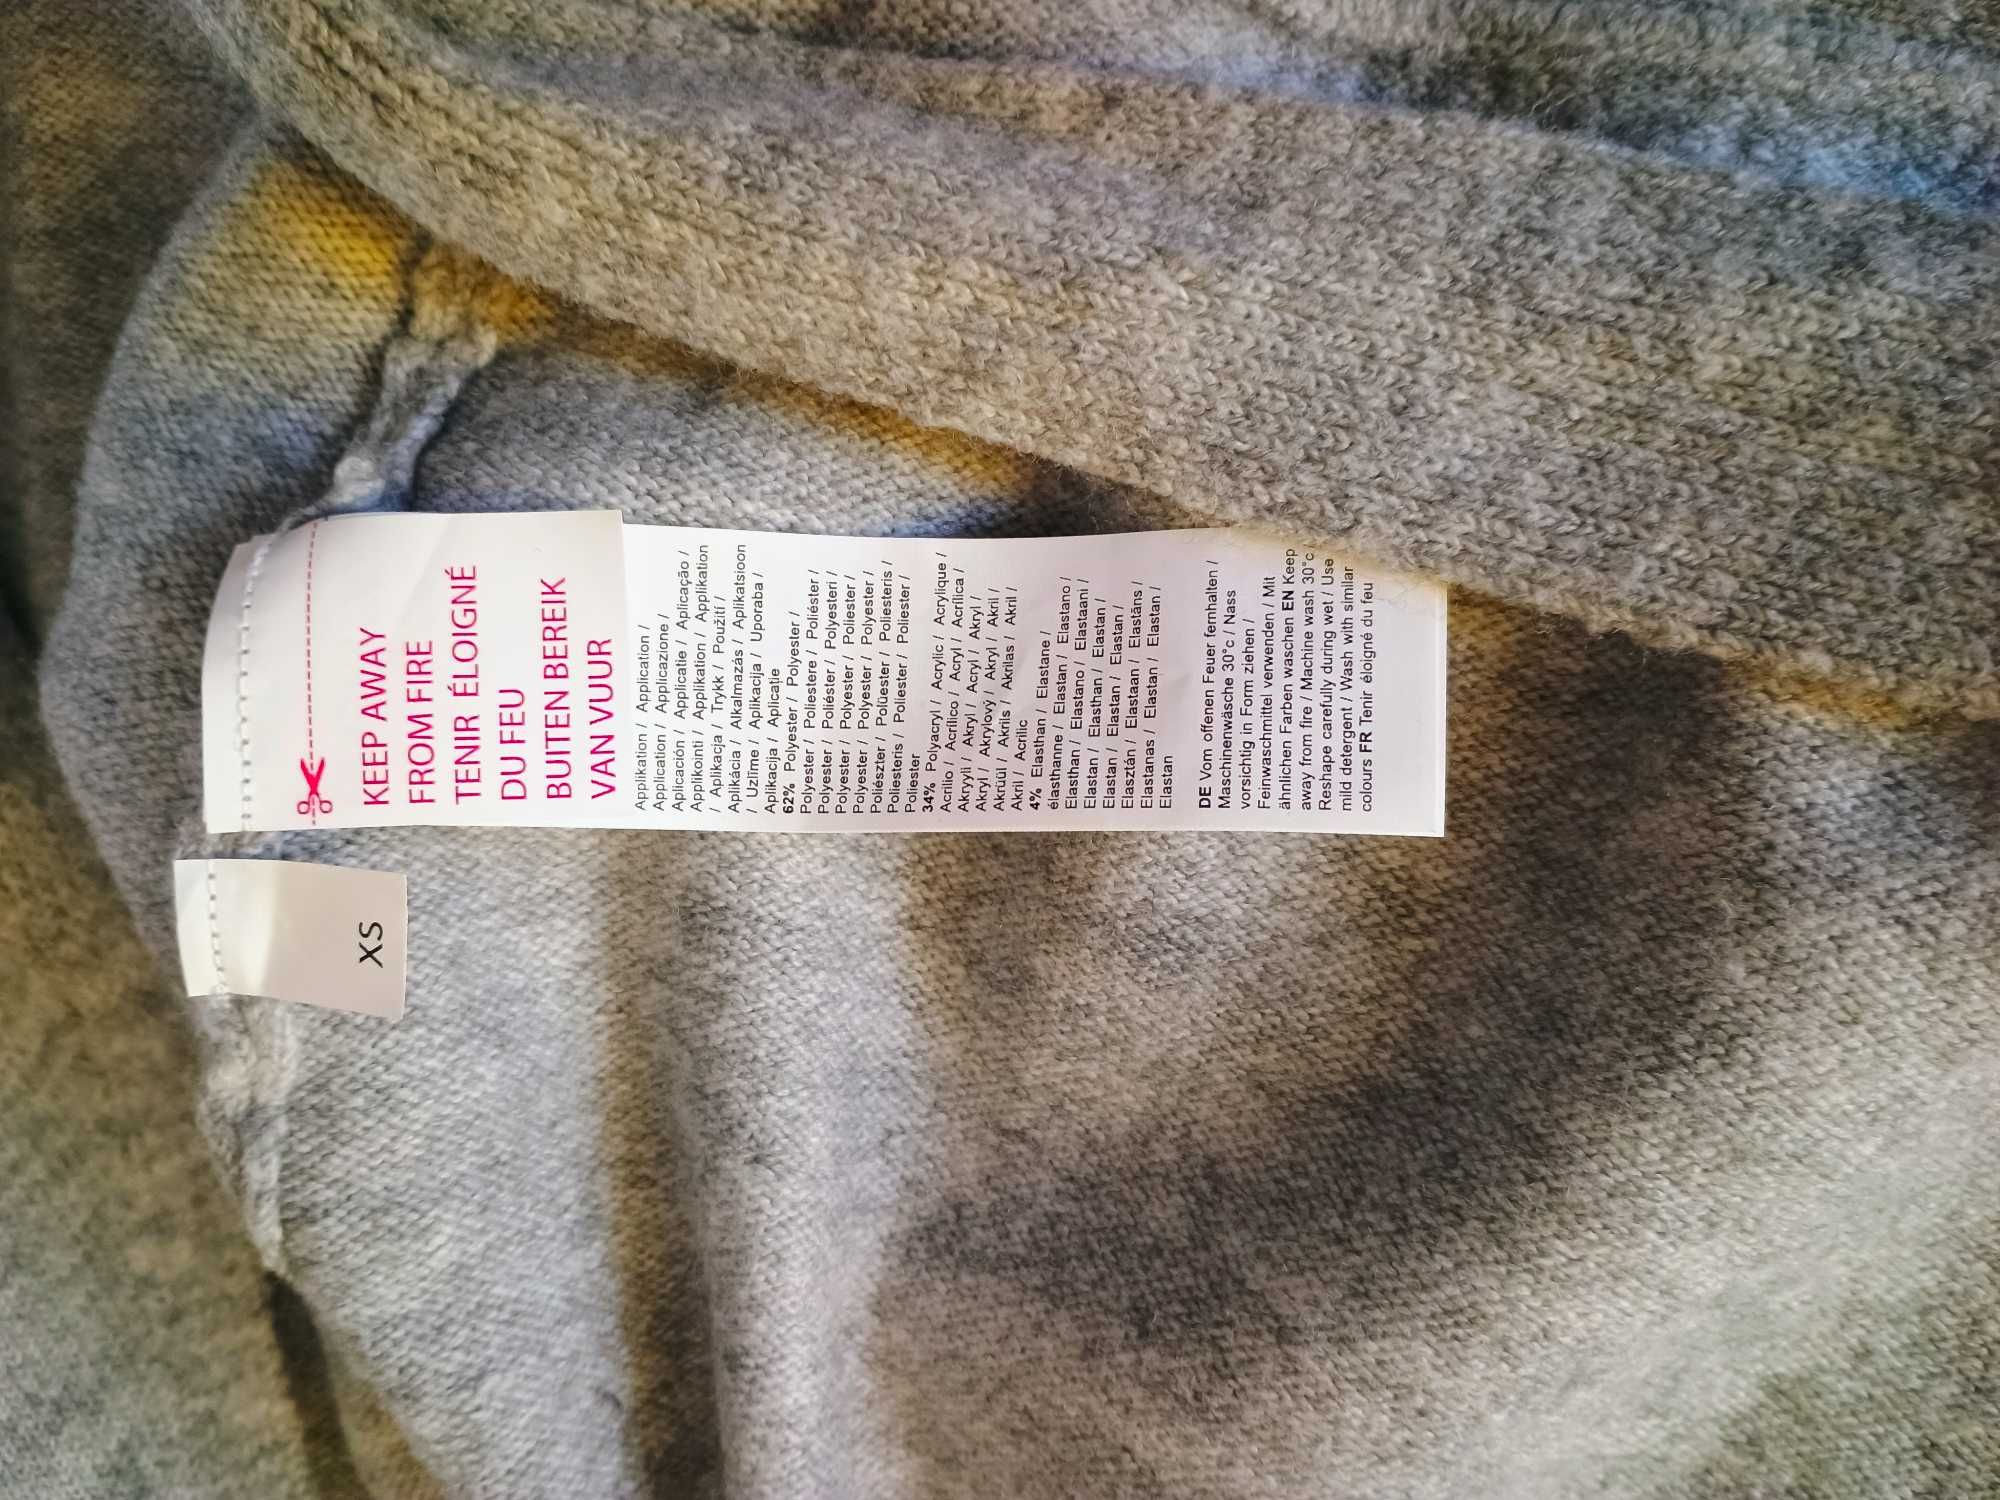 KEEP AWAY
FROM FIRE
TENIR ÉLOIGNÉ
DU FEU
BUITEN BEREIK
VAN VUUR
Applikation / Application /
Application / Applicazione /
Aplicación / Applicatie / Aplicação /
Applikointi / Applikation / Applikation
/ Aplikacja / Trykk / Použití /
Aplikácia / Alkalmazás / Aplikatsioon
/ Uzlīme / Aplikacija / Uporaba /
Aplikacija / Aplicație
62% Polyester / Polyester /
Polyester / Poliestere / Poliéster /
Polyester / Poliéster / Polyesteri /
Polyester / Polyester / Poliester /
Polyester / Polyester / Polyester /
Poliészter / Polüester / Poliesteris /
Poliesteris / Poliester / Poliester /
Poliester
34% Polyacryl / Acrylic / Acrylique /
Acrilio / Acrílico / Acryl / Acrílica /
Akryyli / Akryl / Acryl / Akryl /
Akryl / Akrylový / Akryl / Akril /
Akrüül / Akrils / Akrilas / Akril /
Akril / Acrilic
4% Elasthan / Elastane /
élasthanne / Elastan / Elastano /
Elasthan / Elastano / Elastaani /
Elastan / Elasthan / Elastan /
Elastan / Elastan / Elastan /
Elasztán / Elastaan / Elastāns /
Elastanas / Elastan / Elastan /
Elastan
DE Vom offenen Feuer fernhalten /
Maschinenwäsche 30°c / Nass
vorsichtig in Form ziehen /
Feinwaschmittel verwenden / Mit
ähnlichen Farben waschen EN Keep
away from fire / Machine wash 30°c /
Reshape carefully during wet / Use
mild detergent / Wash with similar
colours FR Tenir éloigné du feu
XS